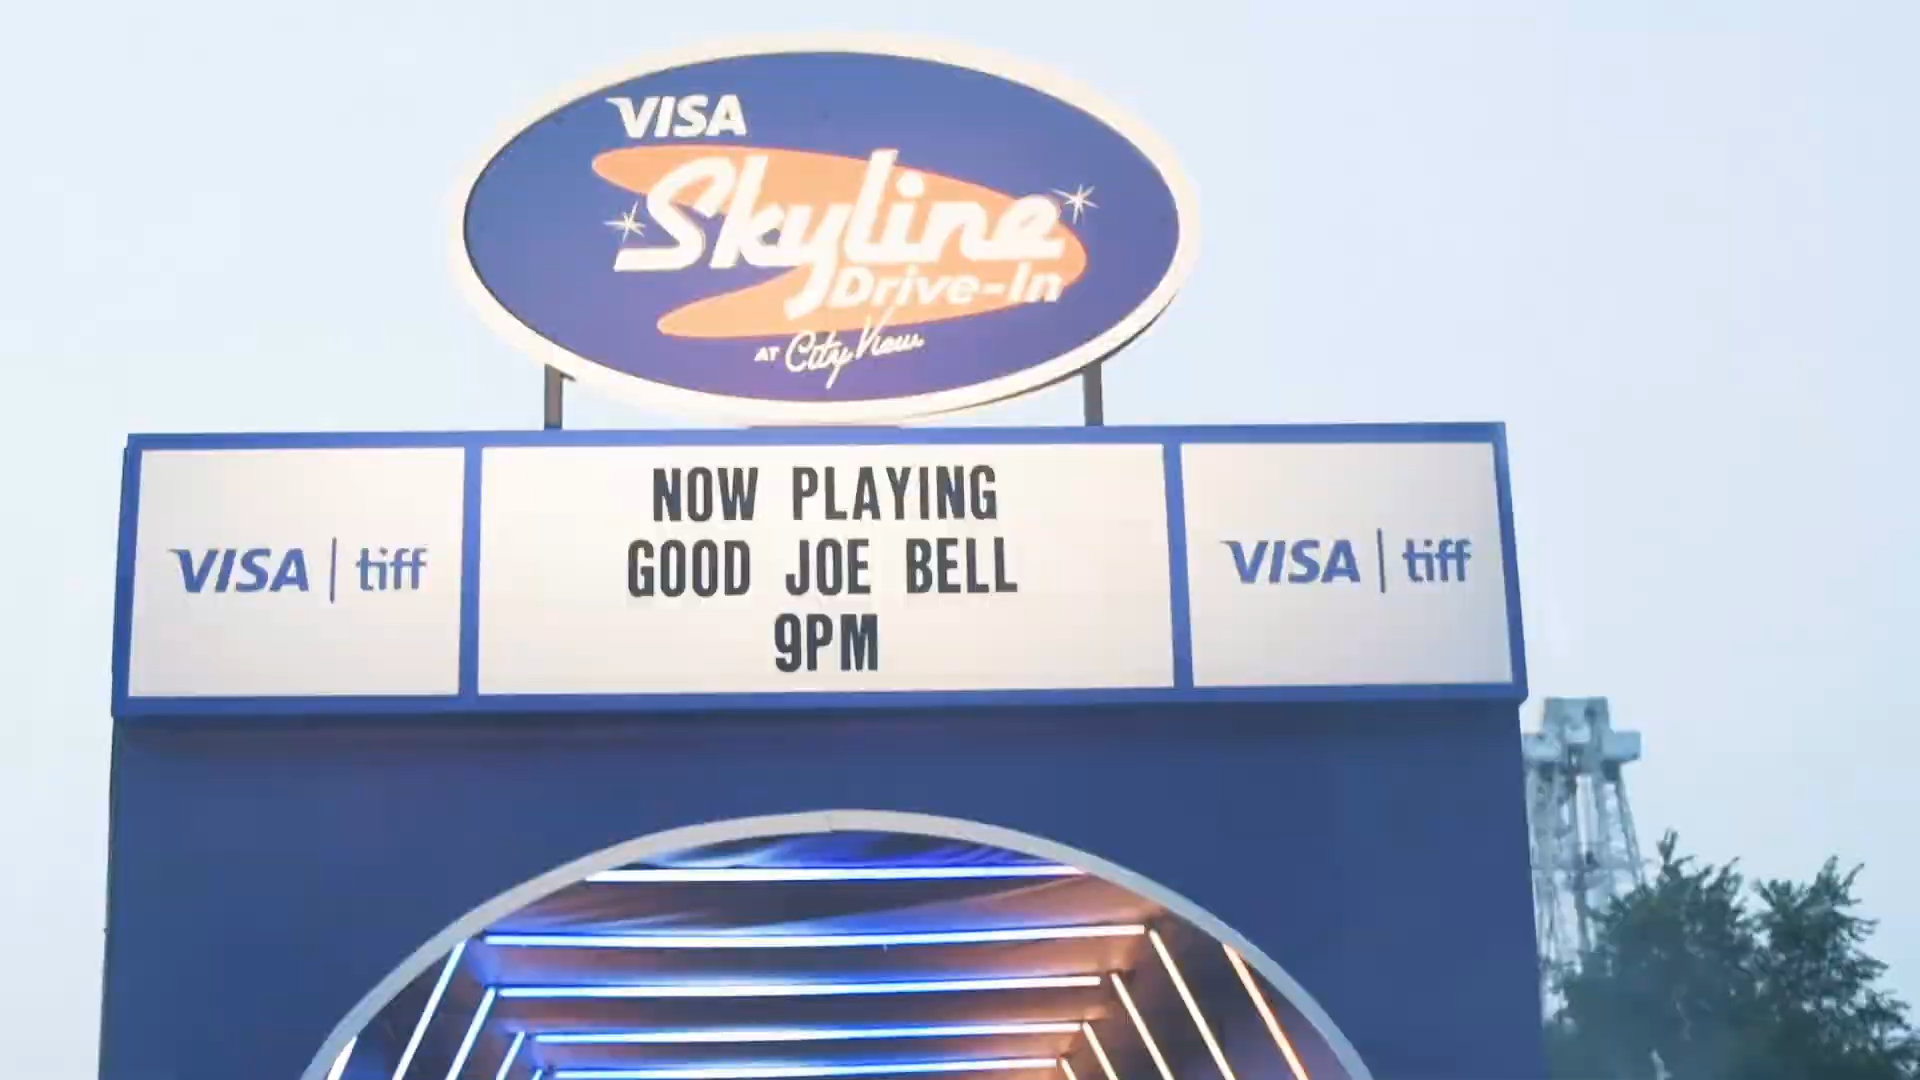 VISA
Skyline
Drive-In
AT City View
NOW PLAYING
GOOD JOE BELL
9PM
VISA | tiff
VISA | tiff